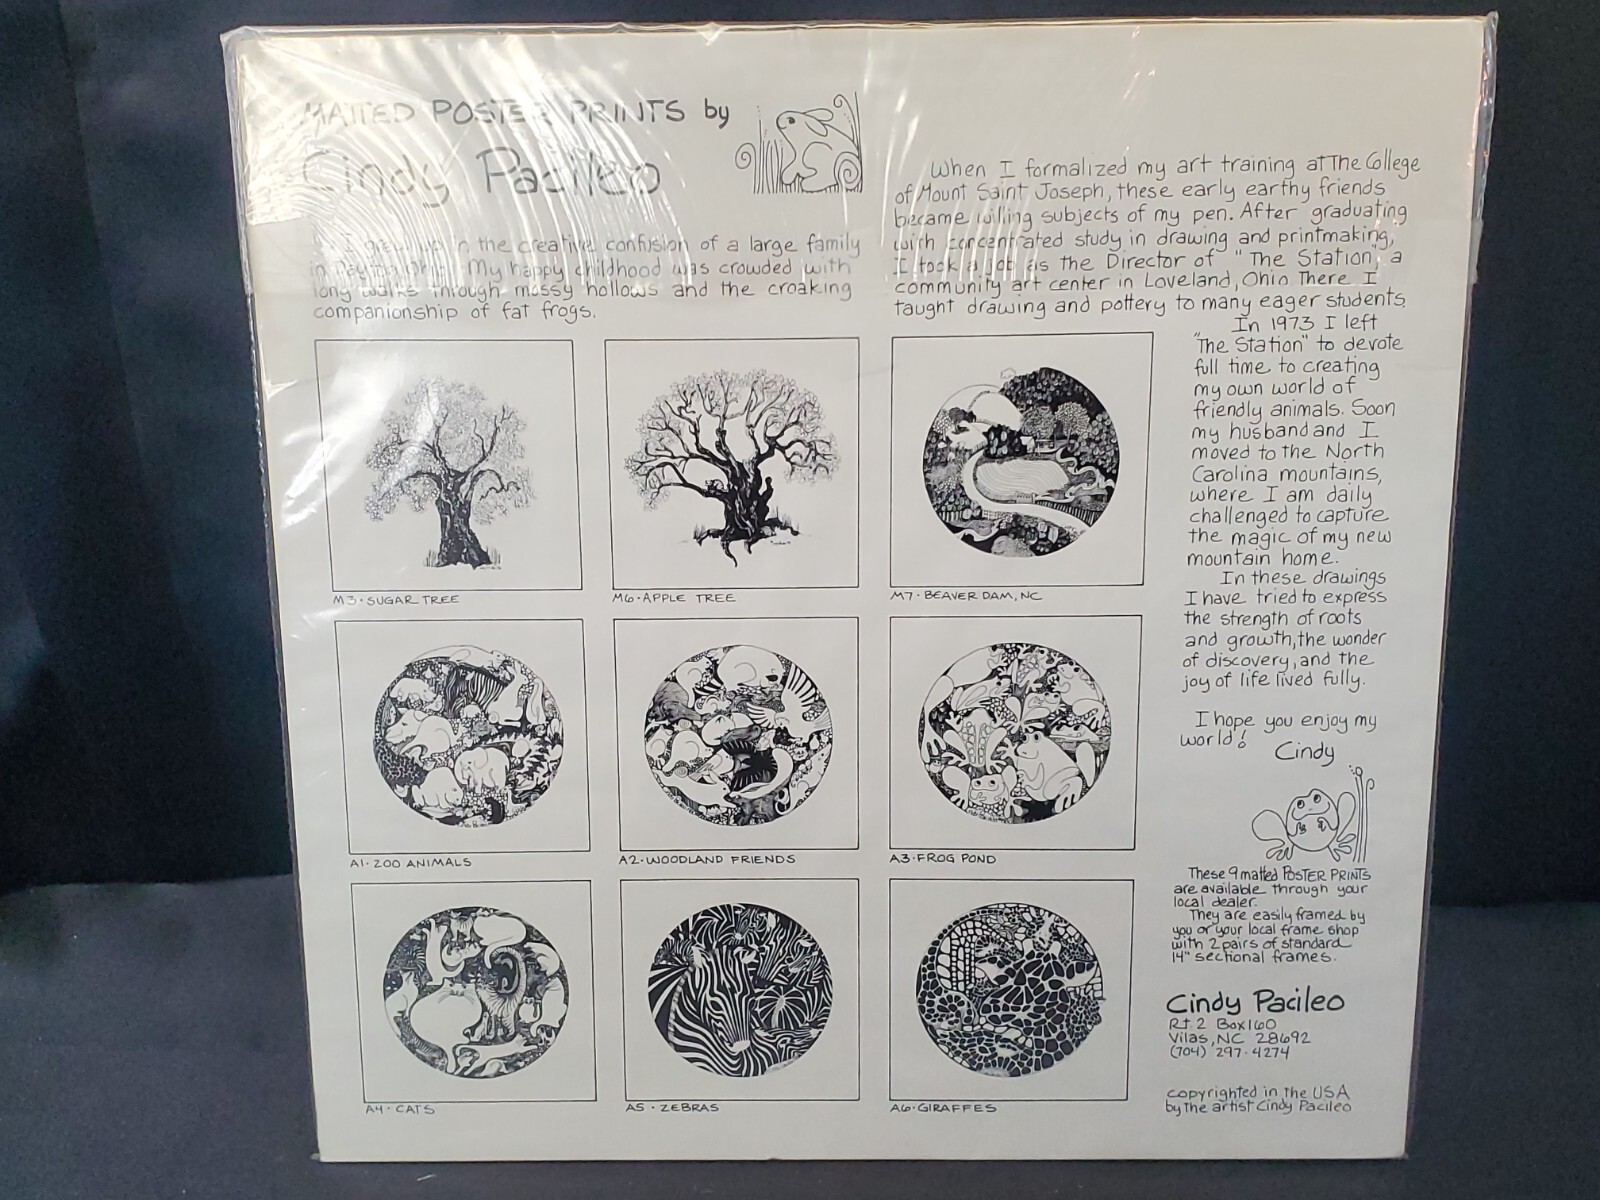 MATTED POSTER PRINTS by
Cindy Pacileo
I grew up in the creative confusion of a large family
in Dayton, Ohio. My happy childhood was crowded with
long walks through mossy hollows and the croaking
companionship of fat frogs.
When I formalized my art training at The College
of Mount Saint Joseph, these early earthy friends
became willing subjects of my pen. After graduating
with concentrated study in drawing and printmaking,
I took a job as the Director of "The Station," a
community art center in Loveland, Ohio. There I
taught drawing and pottery to many eager students.
In 1973 I left
"The Station" to devote
full time to creating
my own world of
friendly animals. Soon
my husband and I
moved to the North
Carolina mountains,
where I am daily
challenged to capture
the magic of my new
mountain home.
In these drawings
I have tried to express
the strength of roots
and growth, the wonder
of discovery, and the
joy of life lived fully.
I hope you enjoy my
world!
Cindy
M3·SUGAR TREE
M6·APPLE TREE
M7·BEAVER DAM, NC
A1·ZOO ANIMALS
A2·WOODLAND FRIENDS
A3·FROG POND
A4·CATS
A5·ZEBRAS
A6·GIRAFFES
These 9 matted POSTER PRINTS
are available through your
local dealer.
They are easily framed by
you or your local frame shop
with 2 pairs of standard
14" sectional frames.
Cindy Pacileo
Rt. 2 Box 160
Vilas, NC 28692
(704) 297-4274
copyrighted in the USA
by the artist Cindy Pacileo